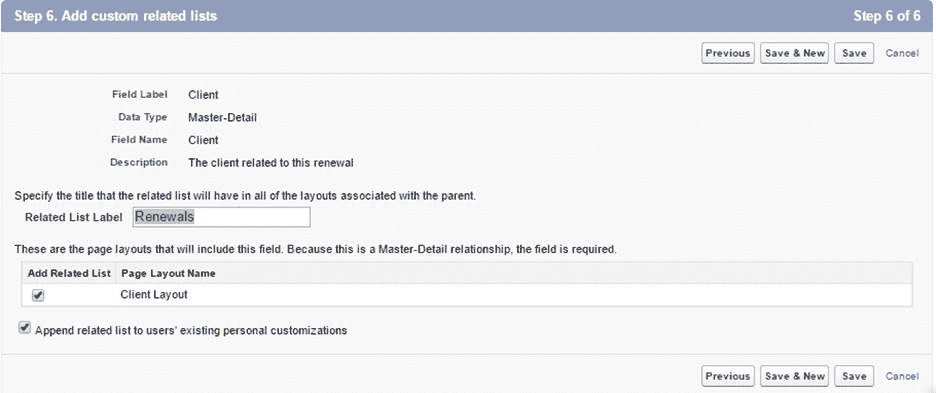 Step 6. Add custom related lists Step 6 of 6
Previous Save & New Save Cancel
Field Label Client
Data Type Master-Detail
Field Name Client
Description The client related to this renewal
Specify the title that the related list will have in all of the layouts associated with the parent.
Related List Label Renewals
These are the page layouts that will include this field. Because this is a Master-Detail relationship, the field is required.
Add Related List Page Layout Name
Client Layout
Append related list to users' existing personal customizations
Previous Save & New Save Cancel